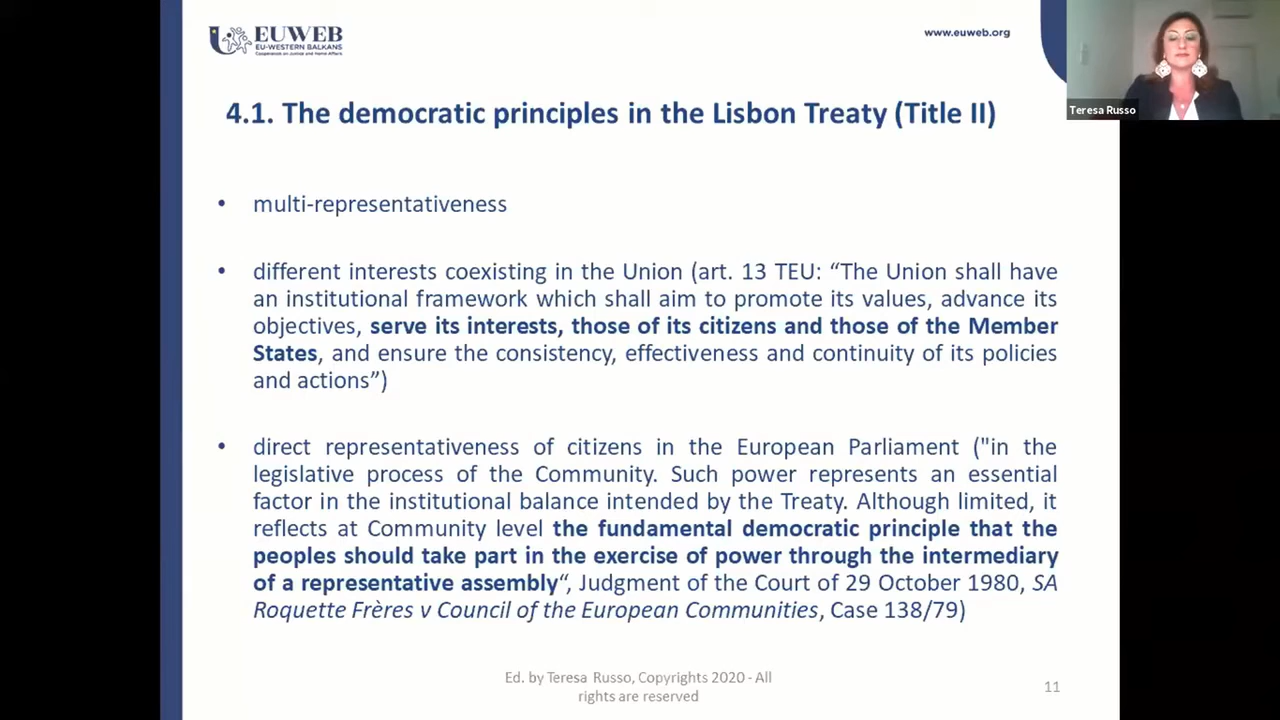 EUWEB
EU-WESTERN BALKANS
Cooperation on Justice and Home Affairs
www.euweb.org
Teresa Russo
4.1. The democratic principles in the Lisbon Treaty (Title II)
• multi-representativeness
• different interests coexisting in the Union (art. 13 TEU: “The Union shall have
an institutional framework which shall aim to promote its values, advance its
objectives, serve its interests, those of its citizens and those of the Member
States, and ensure the consistency, effectiveness and continuity of its policies
and actions”)
• direct representativeness of citizens in the European Parliament ("in the
legislative process of the Community. Such power represents an essential
factor in the institutional balance intended by the Treaty. Although limited, it
reflects at Community level the fundamental democratic principle that the
peoples should take part in the exercise of power through the intermediary
of a representative assembly“, Judgment of the Court of 29 October 1980, SA
Roquette Frères v Council of the European Communities, Case 138/79)
Ed. by Teresa Russo, Copyrights 2020 - All
rights are reserved
11